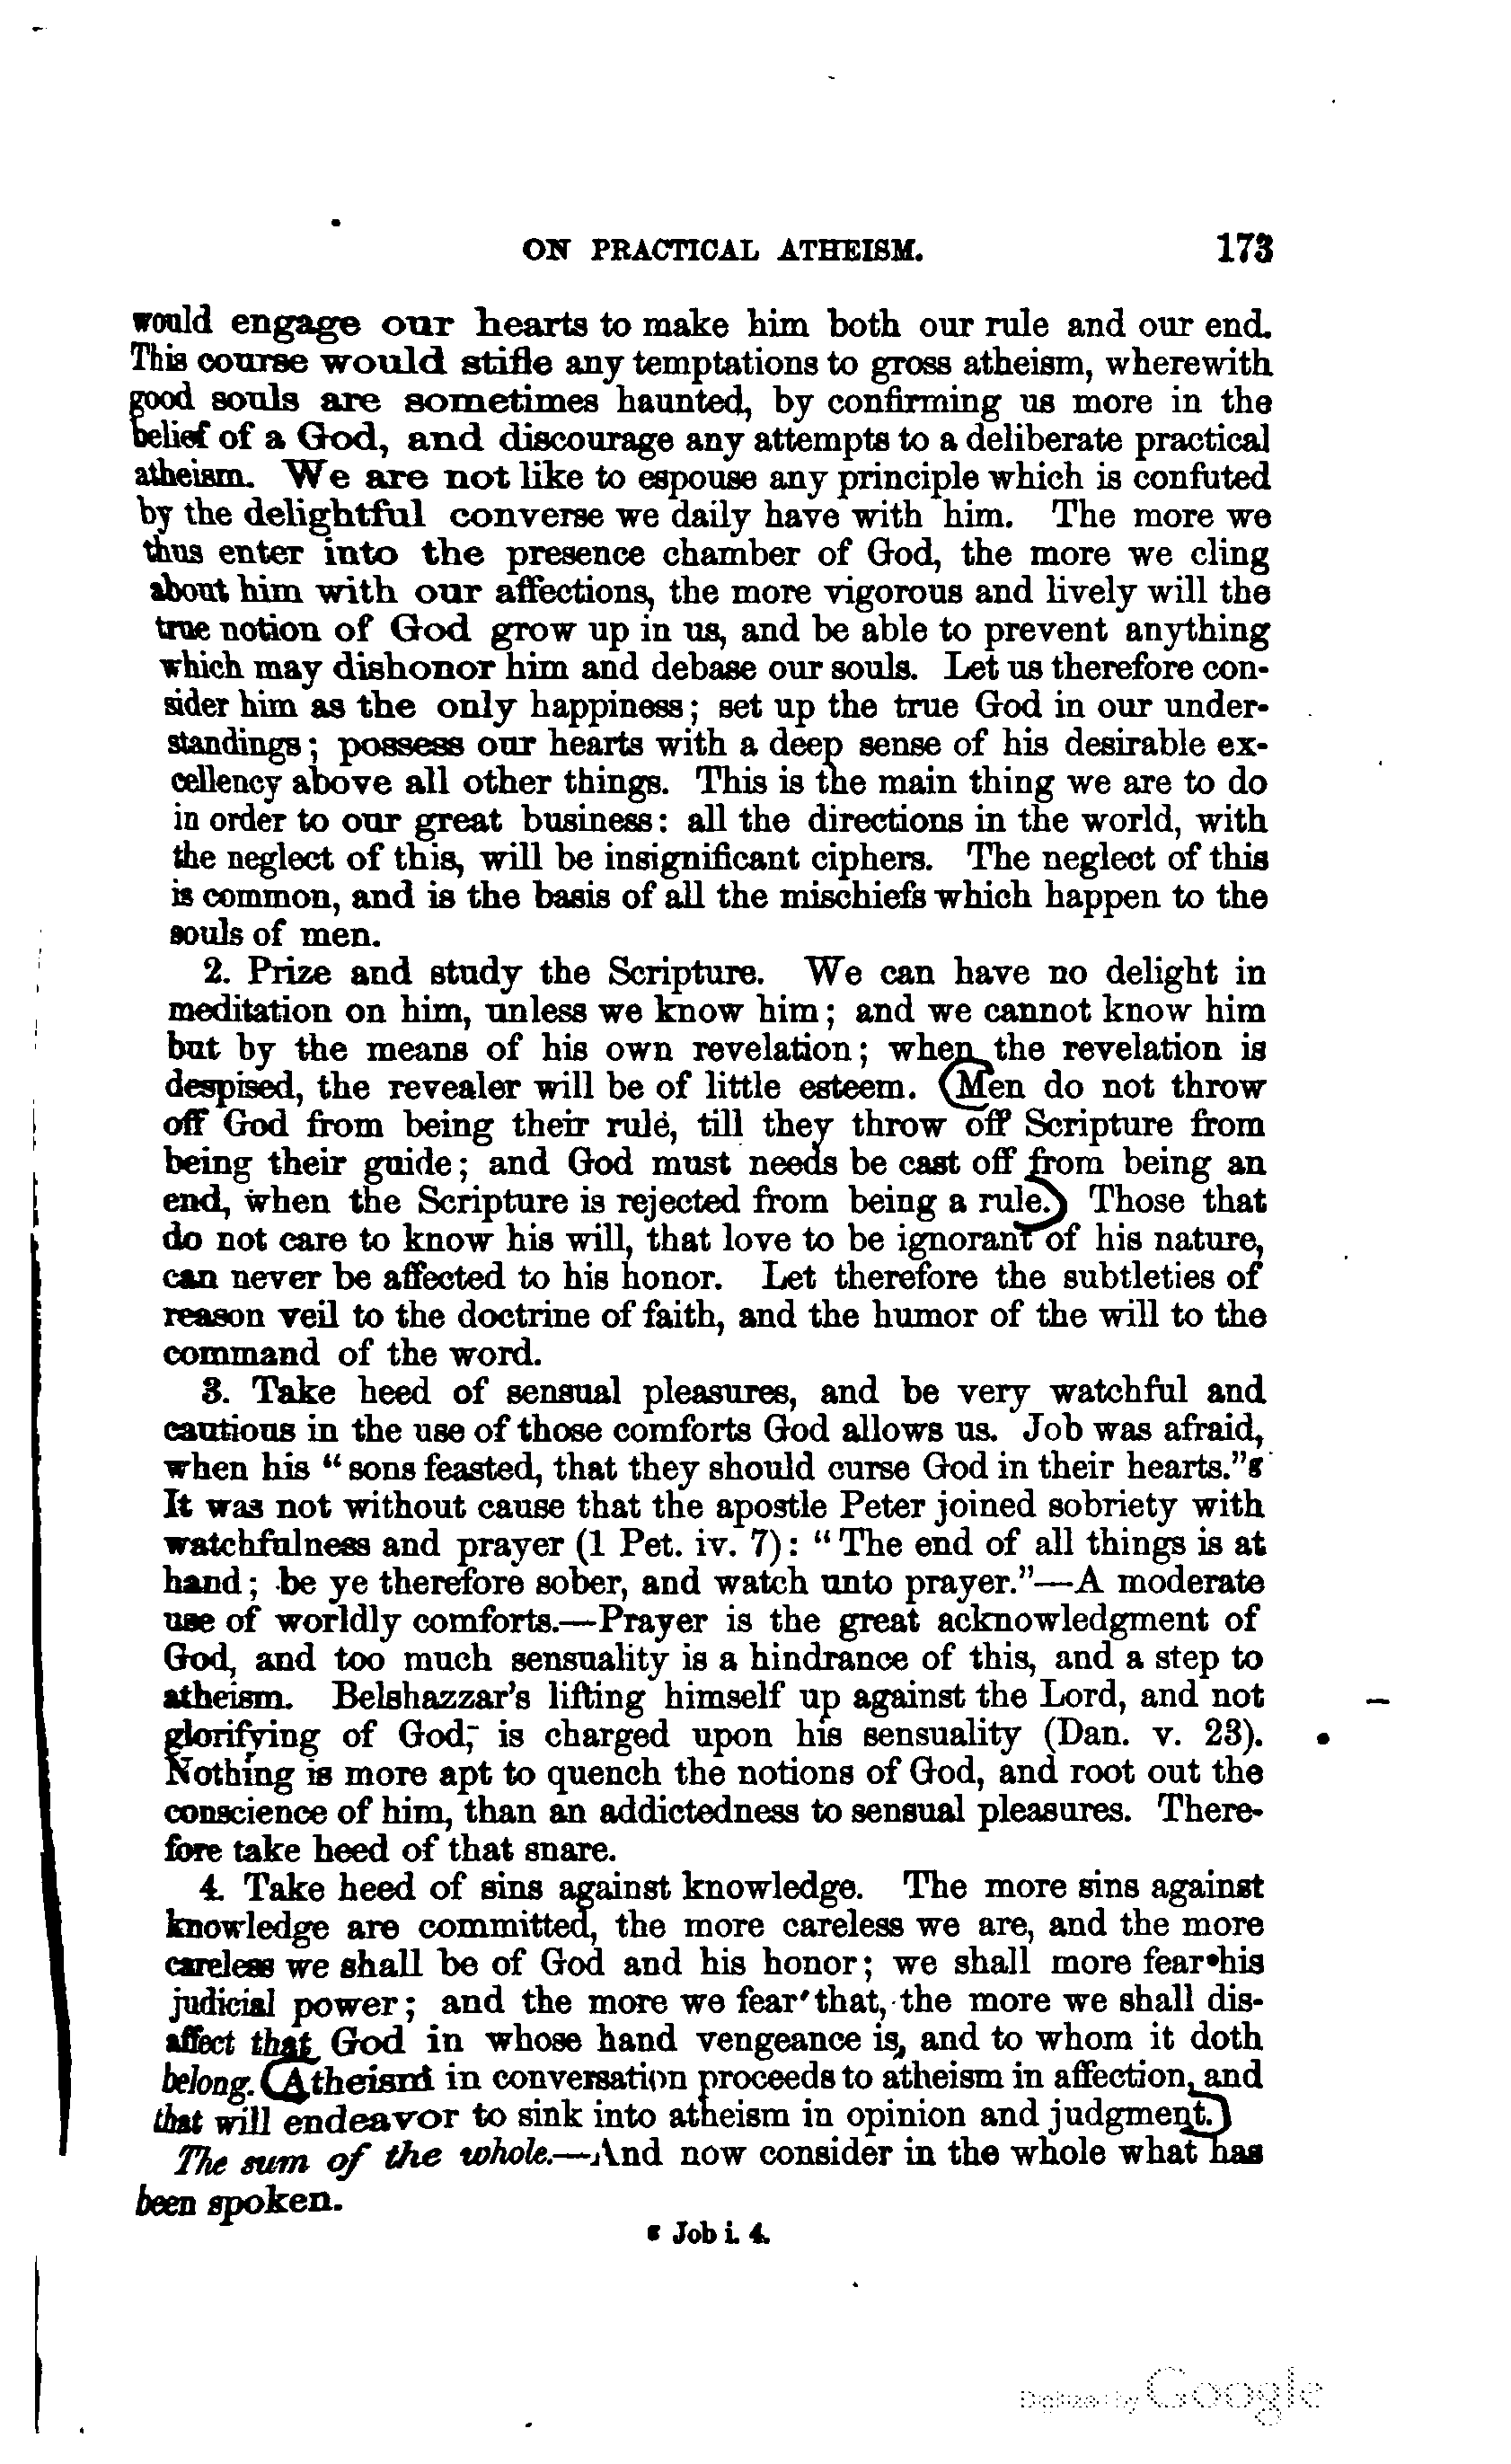 ON PRACTICAL ATHEISM. 173
would engage our hearts to make him both our rule and our end.
This course would stifle any temptations to gross atheism, wherewith
good souls are sometimes haunted, by confirming us more in the
belief of a God, and discourage any attempts to a deliberate practical
atheism. We are not like to espouse any principle which is confuted
by the delightful converse we daily have with him. The more we
thus enter into the presence chamber of God, the more we cling
about him with our affections, the more vigorous and lively will the
true notion of God grow up in us, and be able to prevent anything
which may dishonor him and debase our souls. Let us therefore con-
sider him as the only happiness; set up the true God in our under-
standings; possess our hearts with a deep sense of his desirable ex-
cellency above all other things. This is the main thing we are to do
in order to our great business: all the directions in the world, with
the neglect of this, will be insignificant ciphers. The neglect of this
is common, and is the basis of all the mischiefs which happen to the
souls of men.
2. Prize and study the Scripture. We can have no delight in
meditation on him, unless we know him; and we cannot know him
but by the means of his own revelation; when the revelation is
despised, the revealer will be of little esteem. Men do not throw
off God from being their rule, till they throw off Scripture from
being their guide; and God must needs be cast off from being an
end, when the Scripture is rejected from being a rule. Those that
do not care to know his will, that love to be ignorant of his nature,
can never be affected to his honor. Let therefore the subtleties of
reason veil to the doctrine of faith, and the humor of the will to the
command of the word.
3. Take heed of sensual pleasures, and be very watchful and
cautious in the use of those comforts God allows us. Job was afraid,
when his "sons feasted, that they should curse God in their hearts."g
It was not without cause that the apostle Peter joined sobriety with
watchfulness and prayer (1 Pet. iv. 7): "The end of all things is at
hand; be ye therefore sober, and watch unto prayer."—A moderate
use of worldly comforts.—Prayer is the great acknowledgment of
God, and too much sensuality is a hindrance of this, and a step to
atheism. Belshazzar's lifting himself up against the Lord, and not
glorifying of God, is charged upon his sensuality (Dan. v. 23).
Nothing is more apt to quench the notions of God, and root out the
conscience of him, than an addictedness to sensual pleasures. There-
fore take heed of that snare.
4. Take heed of sins against knowledge. The more sins against
knowledge are committed, the more careless we are, and the more
careless we shall be of God and his honor; we shall more fear his
judicial power; and the more we fear that, the more we shall dis-
affect that God in whose hand vengeance is, and to whom it doth
belong. Atheism in conversation proceeds to atheism in affection, and
that will endeavor to sink into atheism in opinion and judgment.
The sum of the whole.—And now consider in the whole what has
been spoken.
g Job i. 4.
Digitized by Google